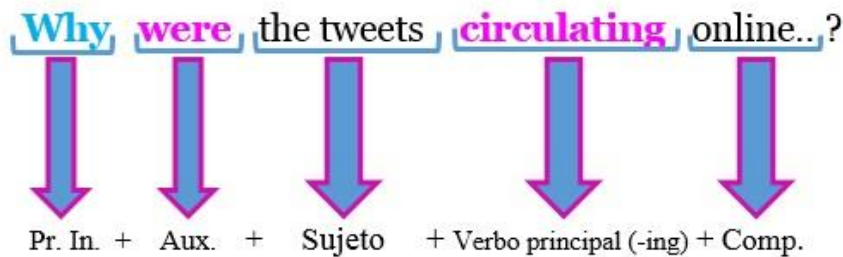 Why were the tweets circulating online..?
Pr. In. + Aux. + Sujeto + Verbo principal (-ing) + Comp.